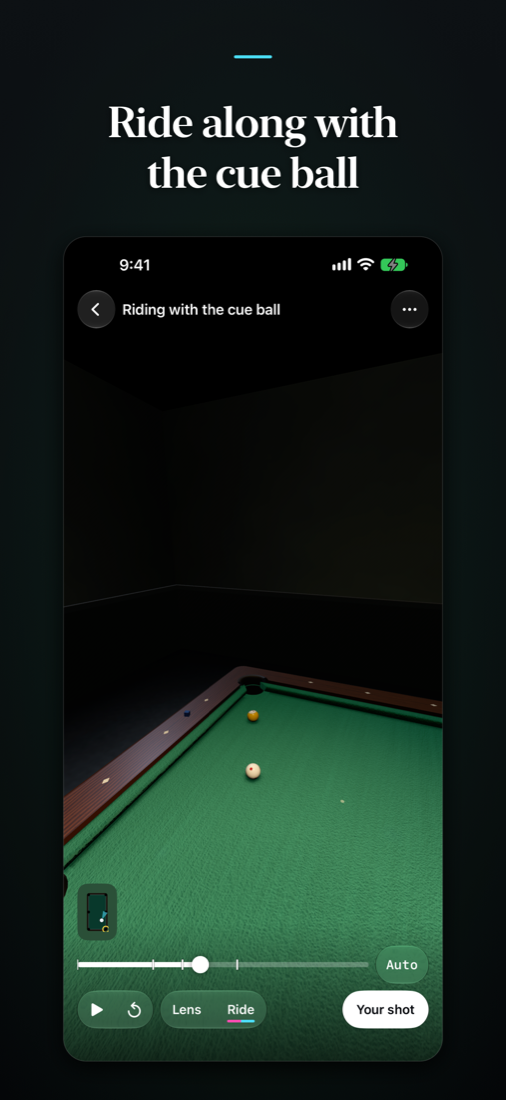 Ride along with
the cue ball
9:41
Riding with the cue ball
Auto
Lens
Ride
Your shot